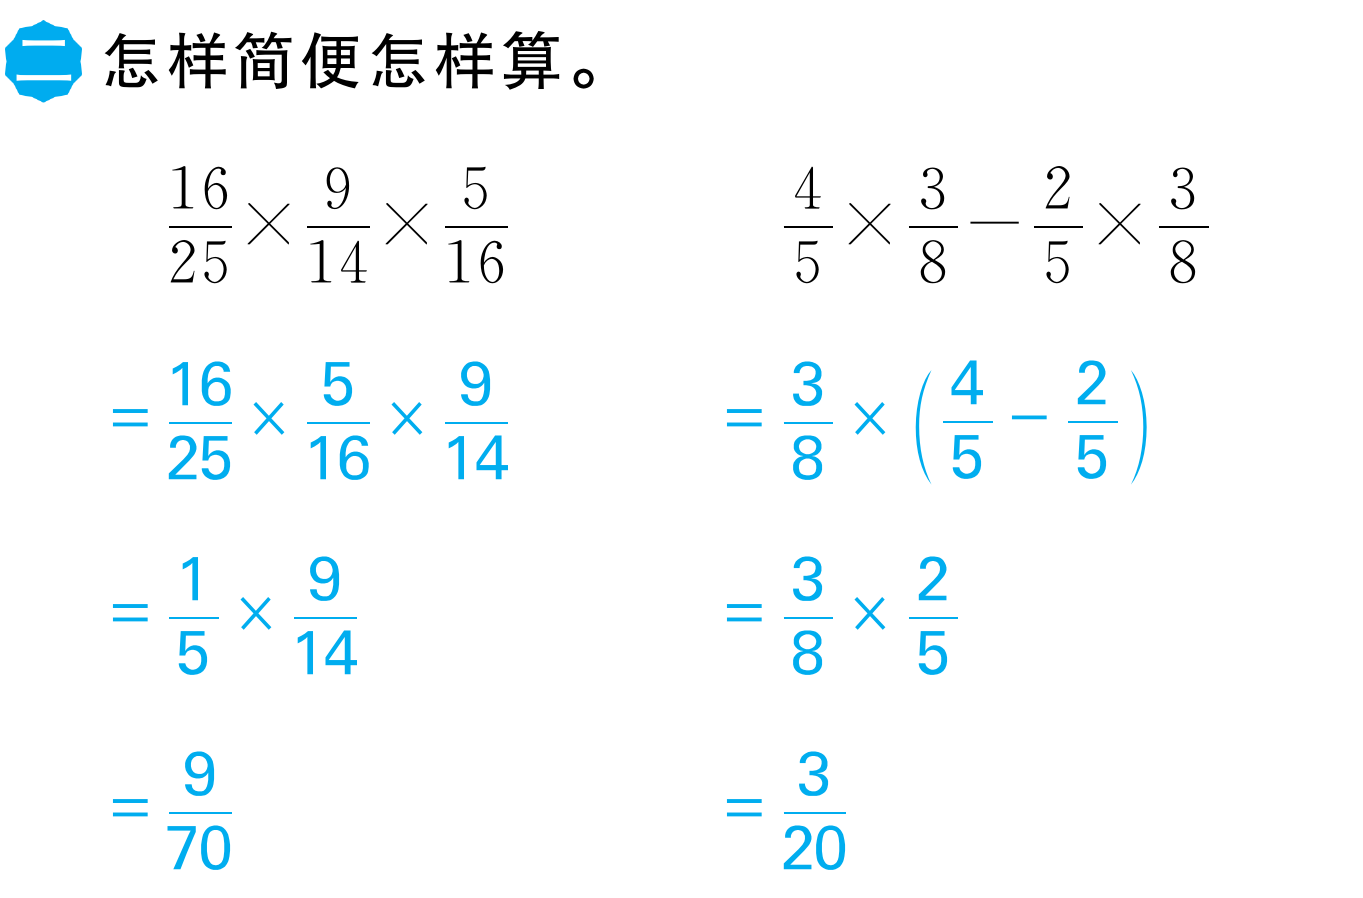 二 怎样简便怎样算。
16/25 × 9/14 × 5/16
= 16/25 × 5/16 × 9/14
= 1/5 × 9/14
= 9/70
4/5 × 3/8 − 2/5 × 3/8
= 3/8 × (4/5 − 2/5)
= 3/8 × 2/5
= 3/20